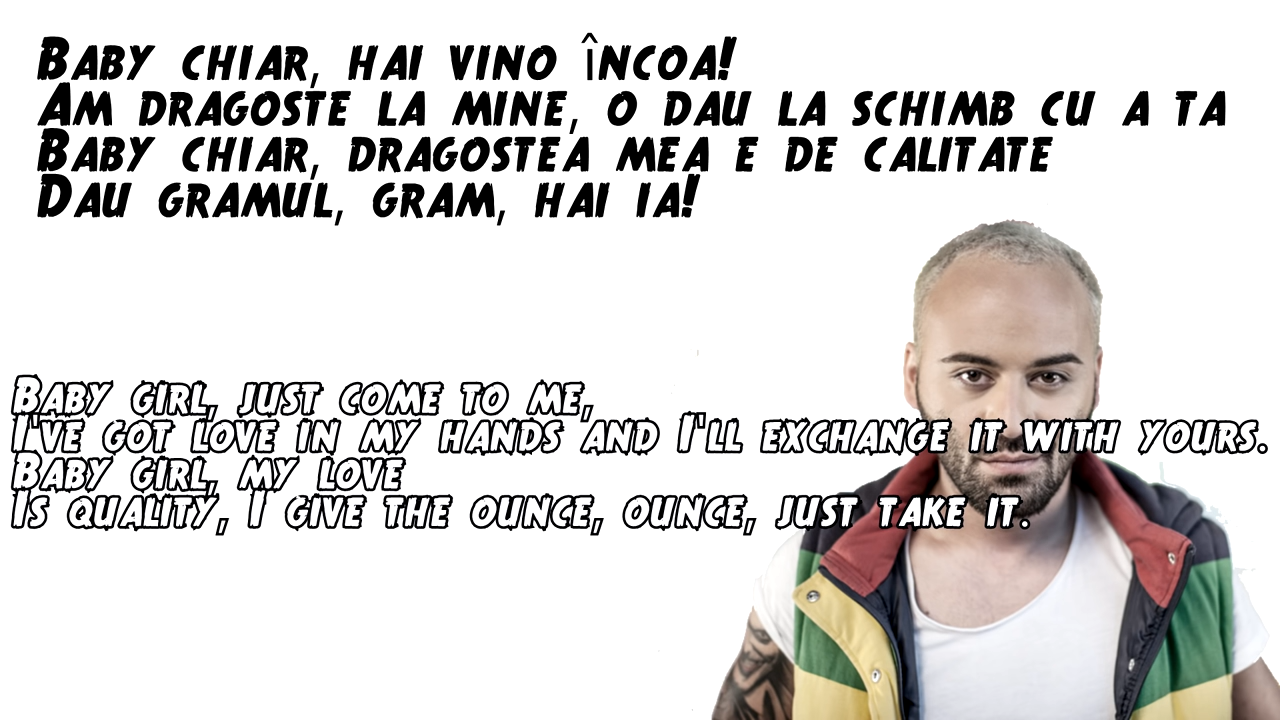 Baby chiar, hai vino încoa!
Am dragoste la mine, o dau la schimb cu a ta
Baby chiar, dragostea mea e de calitate
Dau gramul, gram, hai ia!
Baby girl, just come to me,
I've got love in my hands and I'll exchange it with yours.
Baby girl, my love
Is quality, I give the ounce, ounce, just take it.